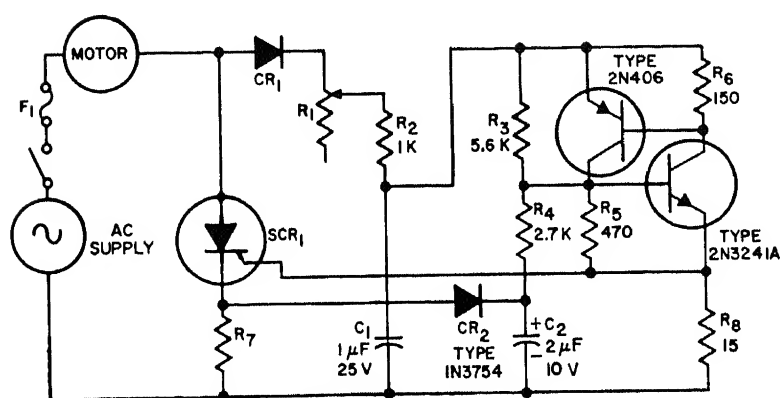 MOTOR
F1
AC
SUPPLY
CR1
R1
R2
1K
SCR1
R7
C1
1µF
25V
CR2
TYPE
1N3754
R3
5.6K
R4
2.7K
+C2
2µF
–
10V
TYPE
2N406
R5
470
R6
150
TYPE
2N3241A
R8
15